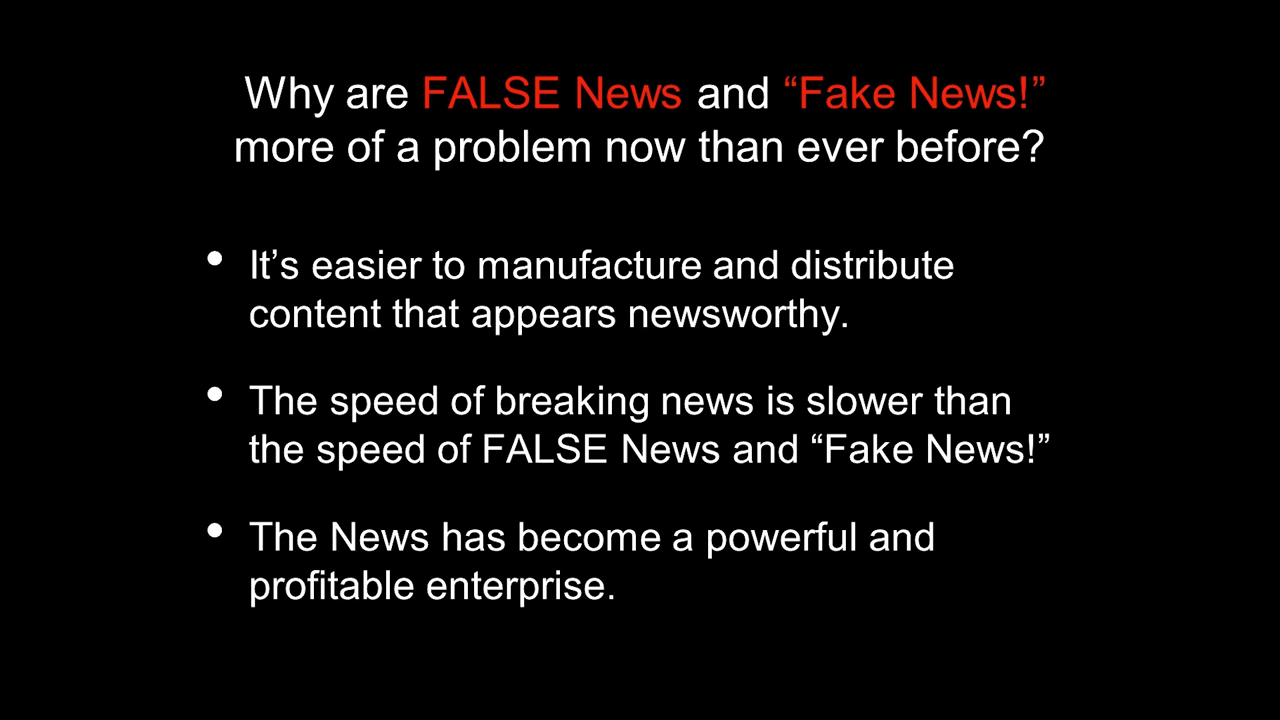 Why are FALSE News and “Fake News!”
more of a problem now than ever before?
• It’s easier to manufacture and distribute
content that appears newsworthy.
• The speed of breaking news is slower than
the speed of FALSE News and “Fake News!”
• The News has become a powerful and
profitable enterprise.